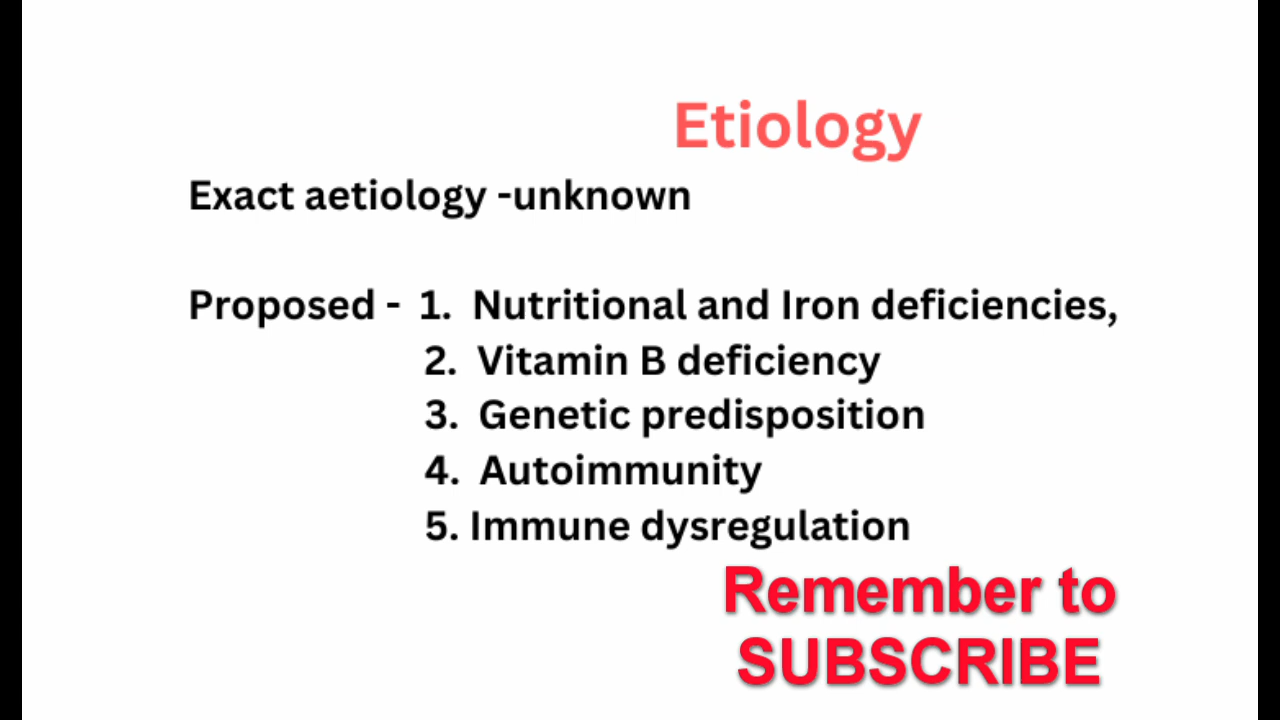 Etiology
Exact aetiology -unknown
Proposed - 1. Nutritional and Iron deficiencies,
2. Vitamin B deficiency
3. Genetic predisposition
4. Autoimmunity
5. Immune dysregulation
Remember to
SUBSCRIBE